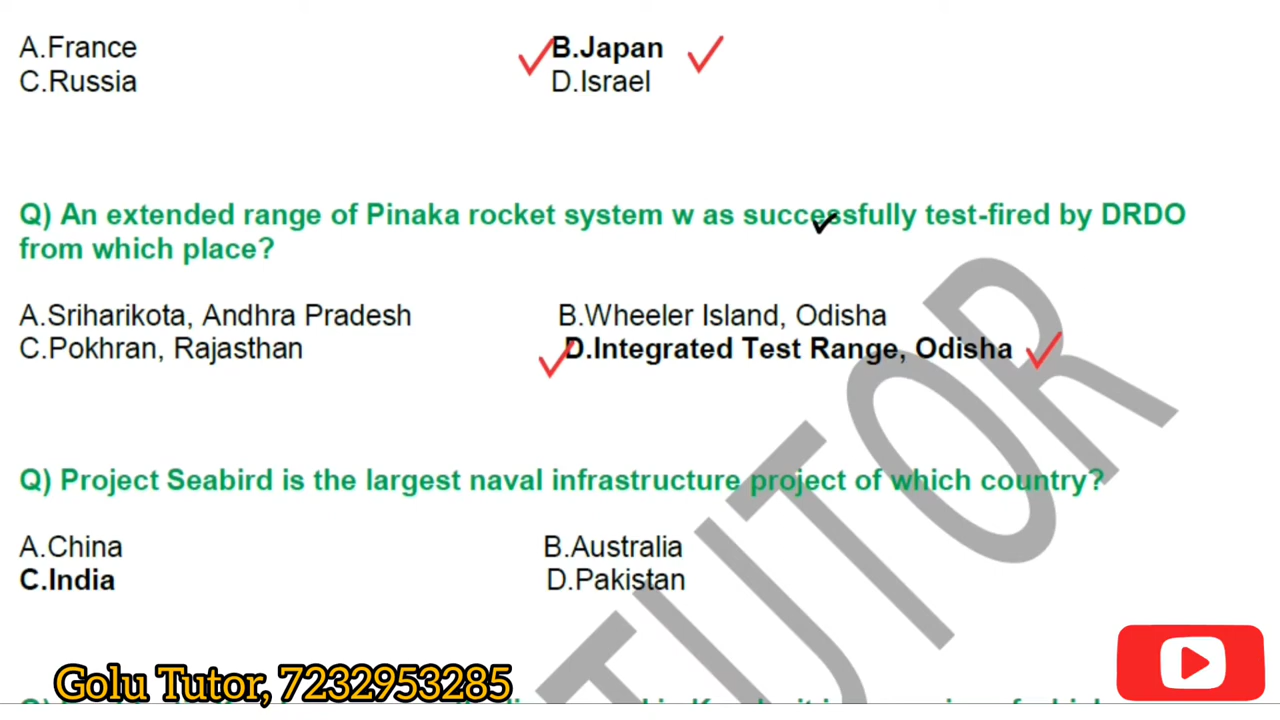 A.France B.Japan
C.Russia D.Israel
Q) An extended range of Pinaka rocket system w as successfully test-fired by DRDO
from which place?
A.Sriharikota, Andhra Pradesh B.Wheeler Island, Odisha
C.Pokhran, Rajasthan D.Integrated Test Range, Odisha
Q) Project Seabird is the largest naval infrastructure project of which country?
A.China B.Australia
C.India D.Pakistan
TUTOR
Golu Tutor, 7232953285